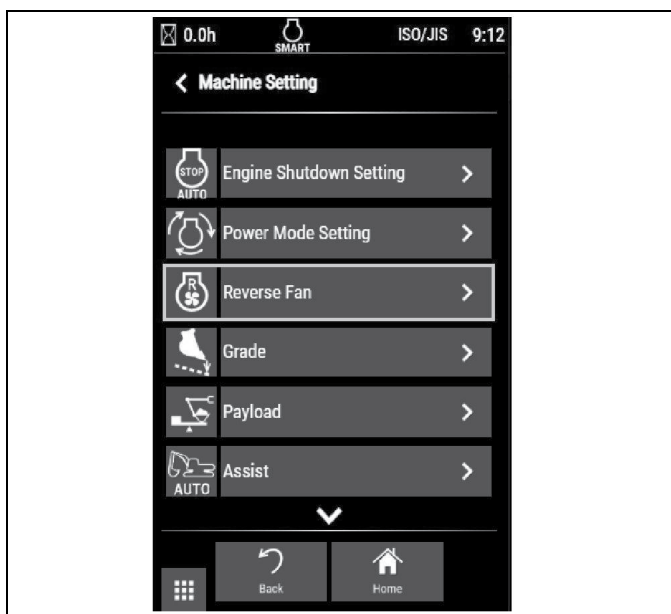 0.0h SMART ISO/JIS 9:12
Machine Setting
STOP AUTO Engine Shutdown Setting
Power Mode Setting
R Reverse Fan
Grade
Payload
AUTO Assist
Back Home